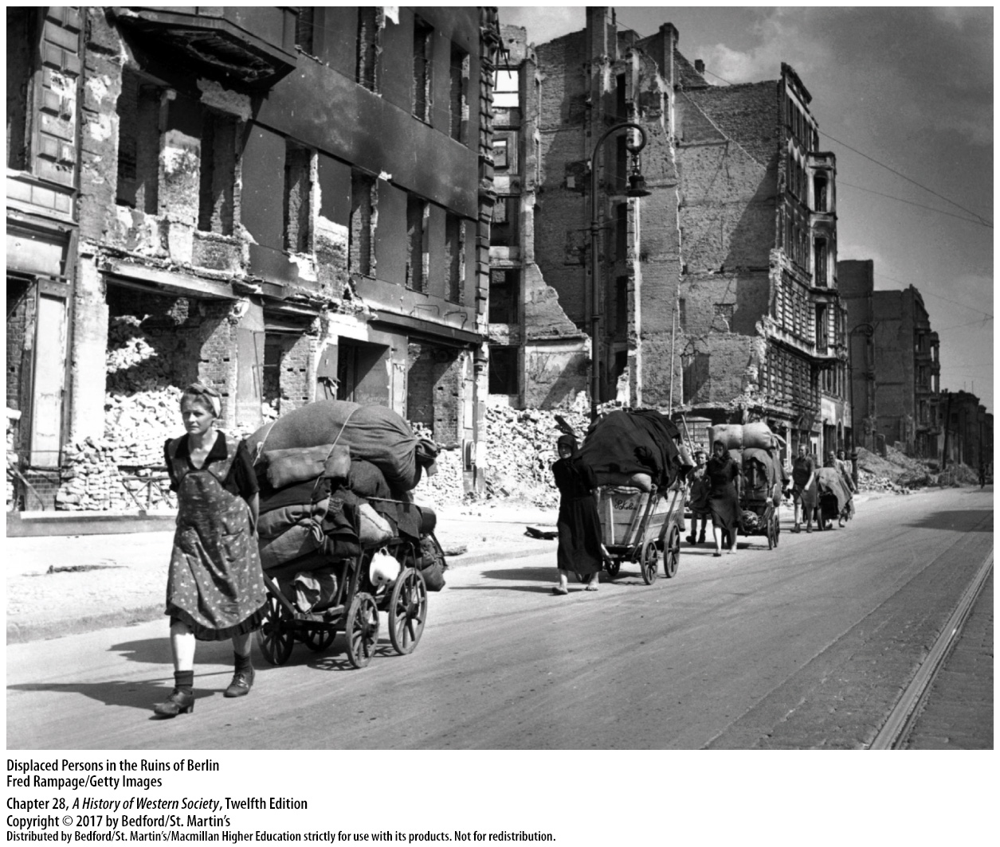 Displaced Persons in the Ruins of Berlin
Fred Rampage/Getty Images
Chapter 28, A History of Western Society, Twelfth Edition
Copyright © 2017 by Bedford/St. Martin's
Distributed by Bedford/St. Martin's/Macmillan Higher Education strictly for use with its products. Not for redistribution.